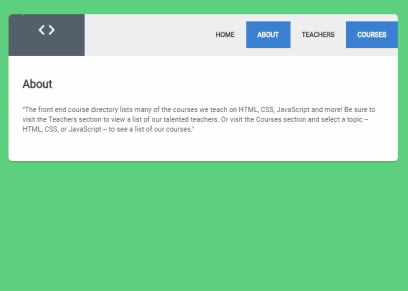 HOME ABOUT TEACHERS COURSES
About
"The front end course directory lists many of the courses we teach on HTML, CSS, JavaScript and more! Be sure to
visit the Teachers section to view a list of our talented teachers. Or visit the Courses section and select a topic --
HTML, CSS, or JavaScript -- to see a list of our courses."